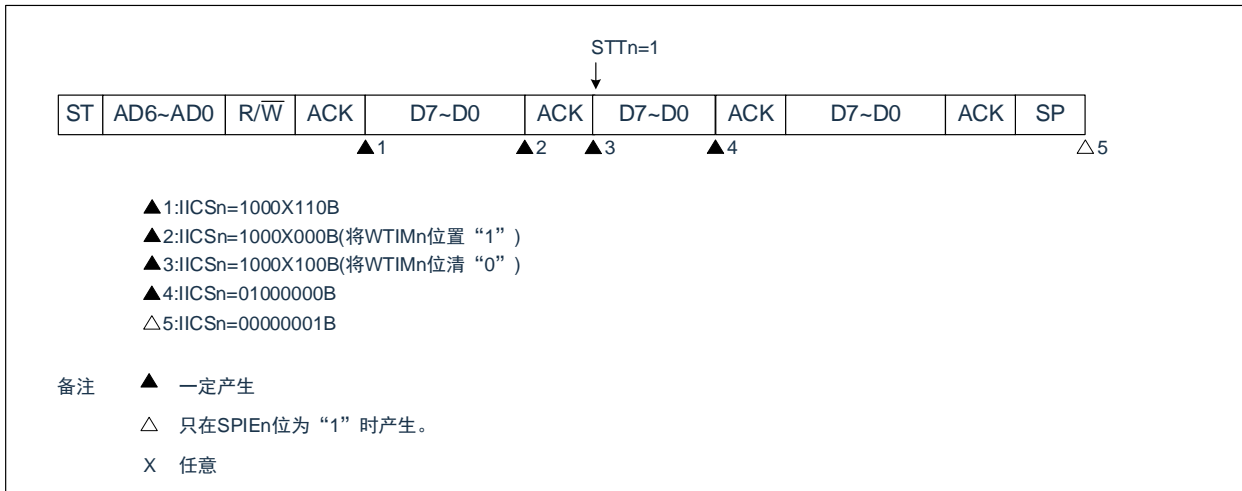 STTn=1
ST AD6~AD0 R/W̅ ACK D7~D0 ACK D7~D0 ACK D7~D0 ACK SP
▲1 ▲2 ▲3 ▲4 △5
▲1:IICSn=1000X110B
▲2:IICSn=1000X000B(将WTIMn位置“1”)
▲3:IICSn=1000X100B(将WTIMn位清“0”)
▲4:IICSn=01000000B
△5:IICSn=00000001B
备注 ▲ 一定产生
△ 只在SPIEn位为“1”时产生。
X 任意